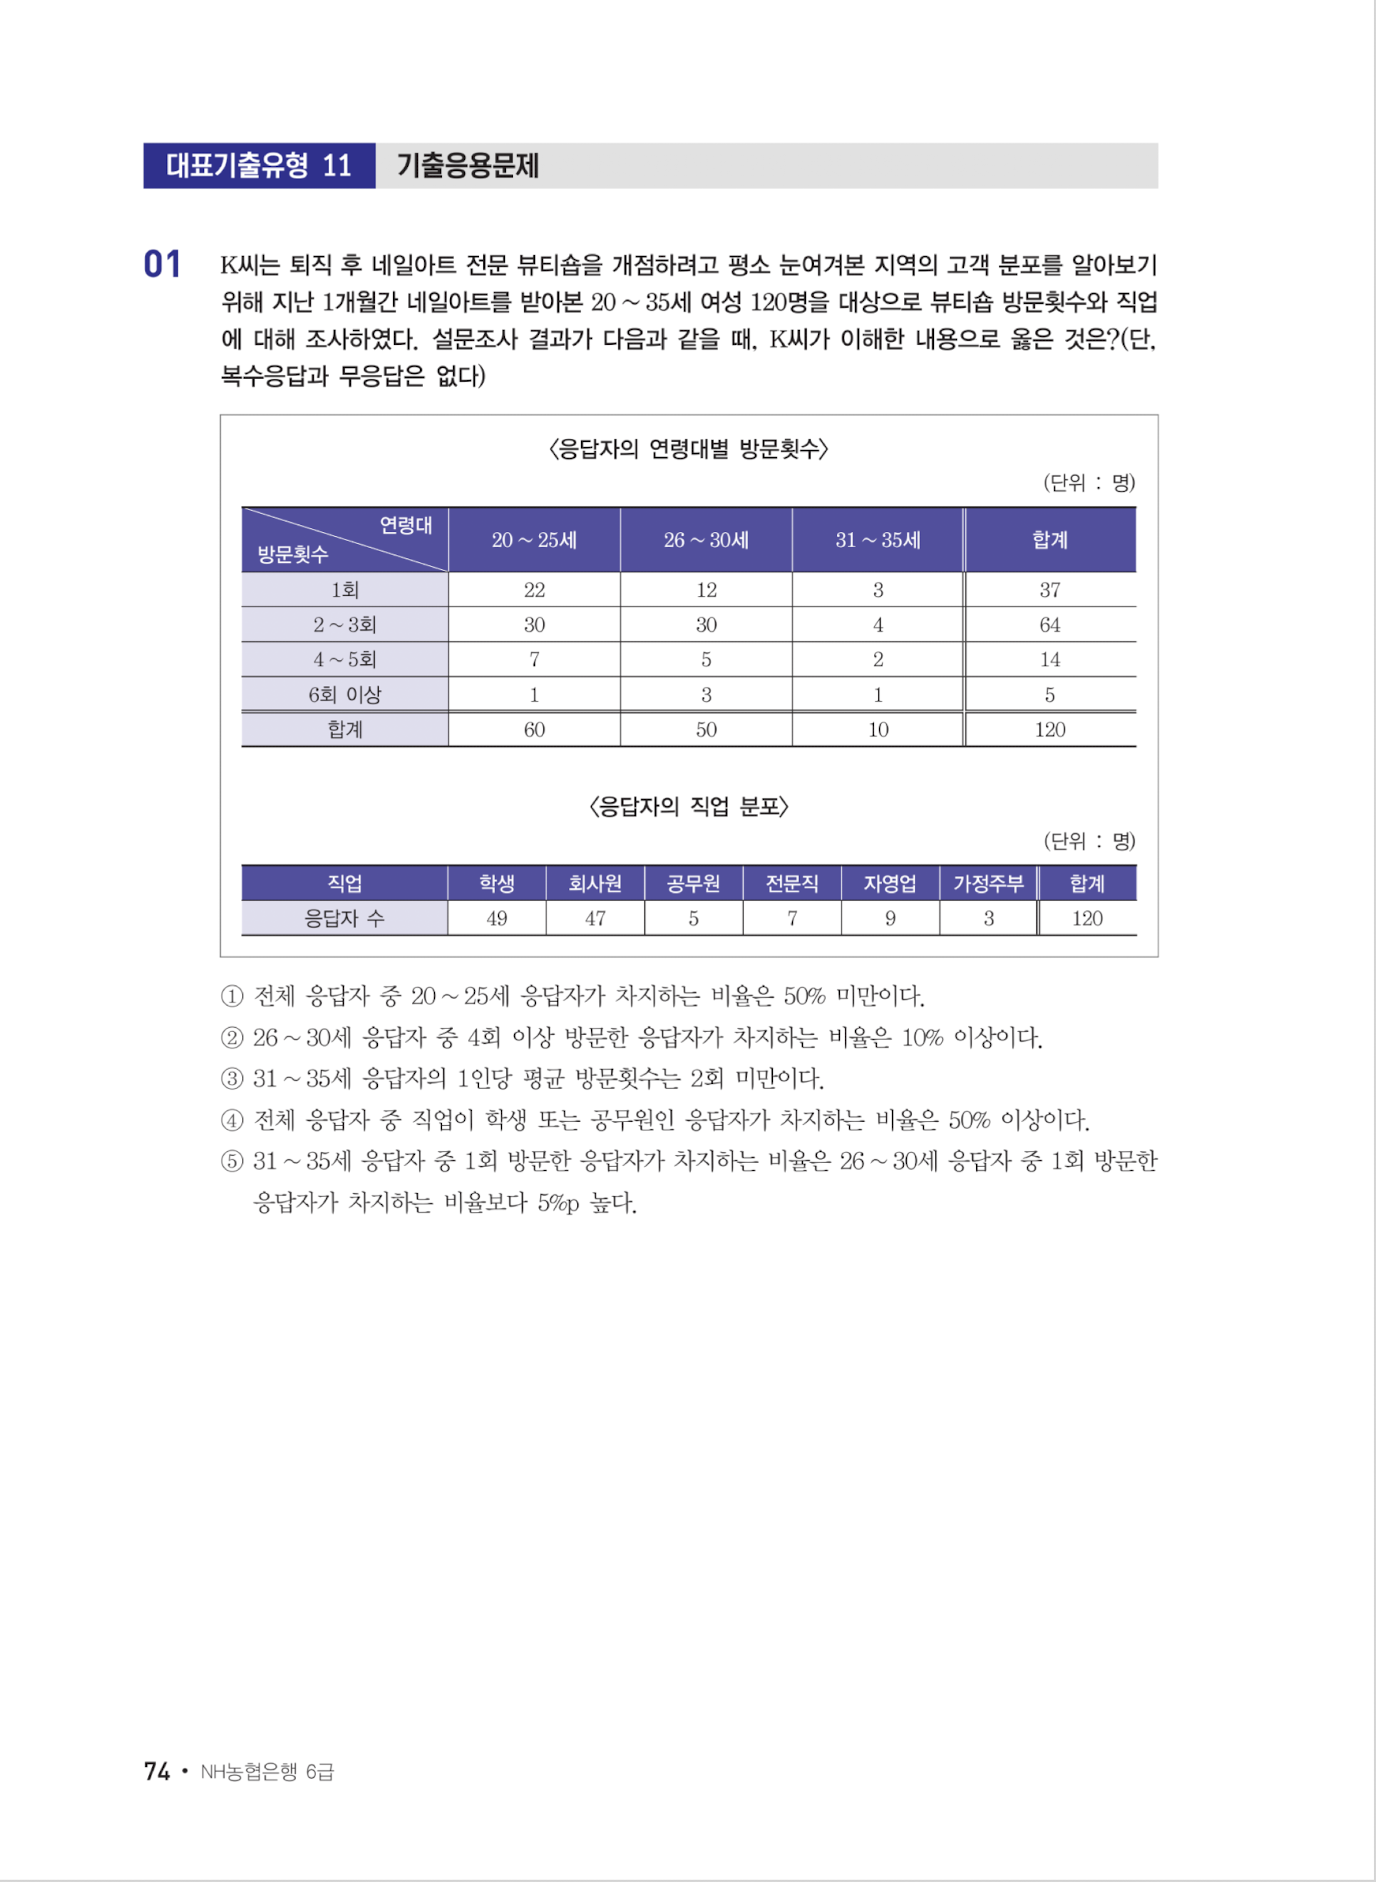 대표기출유형 11 기출응용문제
01 K씨는 퇴직 후 네일아트 전문 뷰티숍을 개점하려고 평소 눈여겨본 지역의 고객 분포를 알아보기
위해 지난 1개월간 네일아트를 받아본 20 ~ 35세 여성 120명을 대상으로 뷰티숍 방문횟수와 직업
에 대해 조사하였다. 설문조사 결과가 다음과 같을 때, K씨가 이해한 내용으로 옳은 것은?(단,
복수응답과 무응답은 없다)
〈응답자의 연령대별 방문횟수〉
(단위 : 명)
연령대
방문횟수 20 ~ 25세 26 ~ 30세 31 ~ 35세 합계
1회 22 12 3 37
2 ~ 3회 30 30 4 64
4 ~ 5회 7 5 2 14
6회 이상 1 3 1 5
합계 60 50 10 120
〈응답자의 직업 분포〉
(단위 : 명)
직업 학생 회사원 공무원 전문직 자영업 가정주부 합계
응답자 수 49 47 5 7 9 3 120
① 전체 응답자 중 20 ~ 25세 응답자가 차지하는 비율은 50% 미만이다.
② 26 ~ 30세 응답자 중 4회 이상 방문한 응답자가 차지하는 비율은 10% 이상이다.
③ 31 ~ 35세 응답자의 1인당 평균 방문횟수는 2회 미만이다.
④ 전체 응답자 중 직업이 학생 또는 공무원인 응답자가 차지하는 비율은 50% 이상이다.
⑤ 31 ~ 35세 응답자 중 1회 방문한 응답자가 차지하는 비율은 26 ~ 30세 응답자 중 1회 방문한
응답자가 차지하는 비율보다 5%p 높다.
74 • NH농협은행 6급